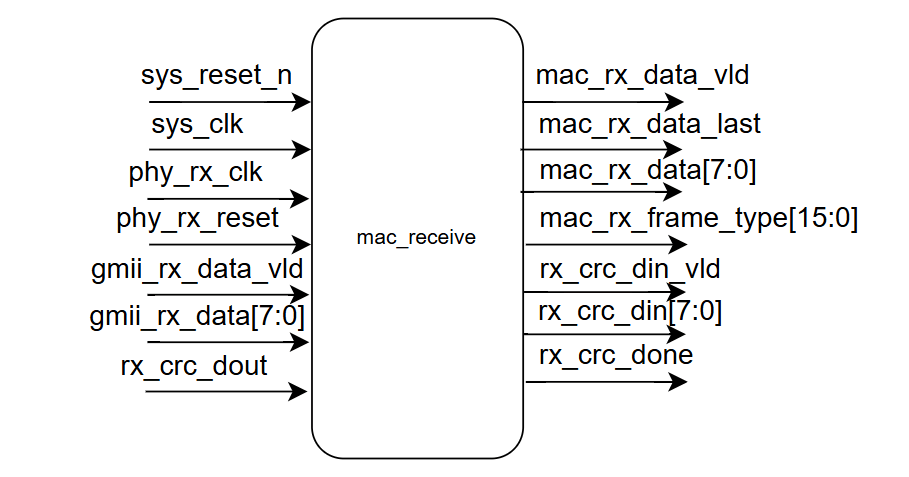 sys_reset_n
sys_clk
phy_rx_clk
phy_rx_reset
gmii_rx_data_vld
gmii_rx_data[7:0]
rx_crc_dout
mac_receive
mac_rx_data_vld
mac_rx_data_last
mac_rx_data[7:0]
mac_rx_frame_type[15:0]
rx_crc_din_vld
rx_crc_din[7:0]
rx_crc_done